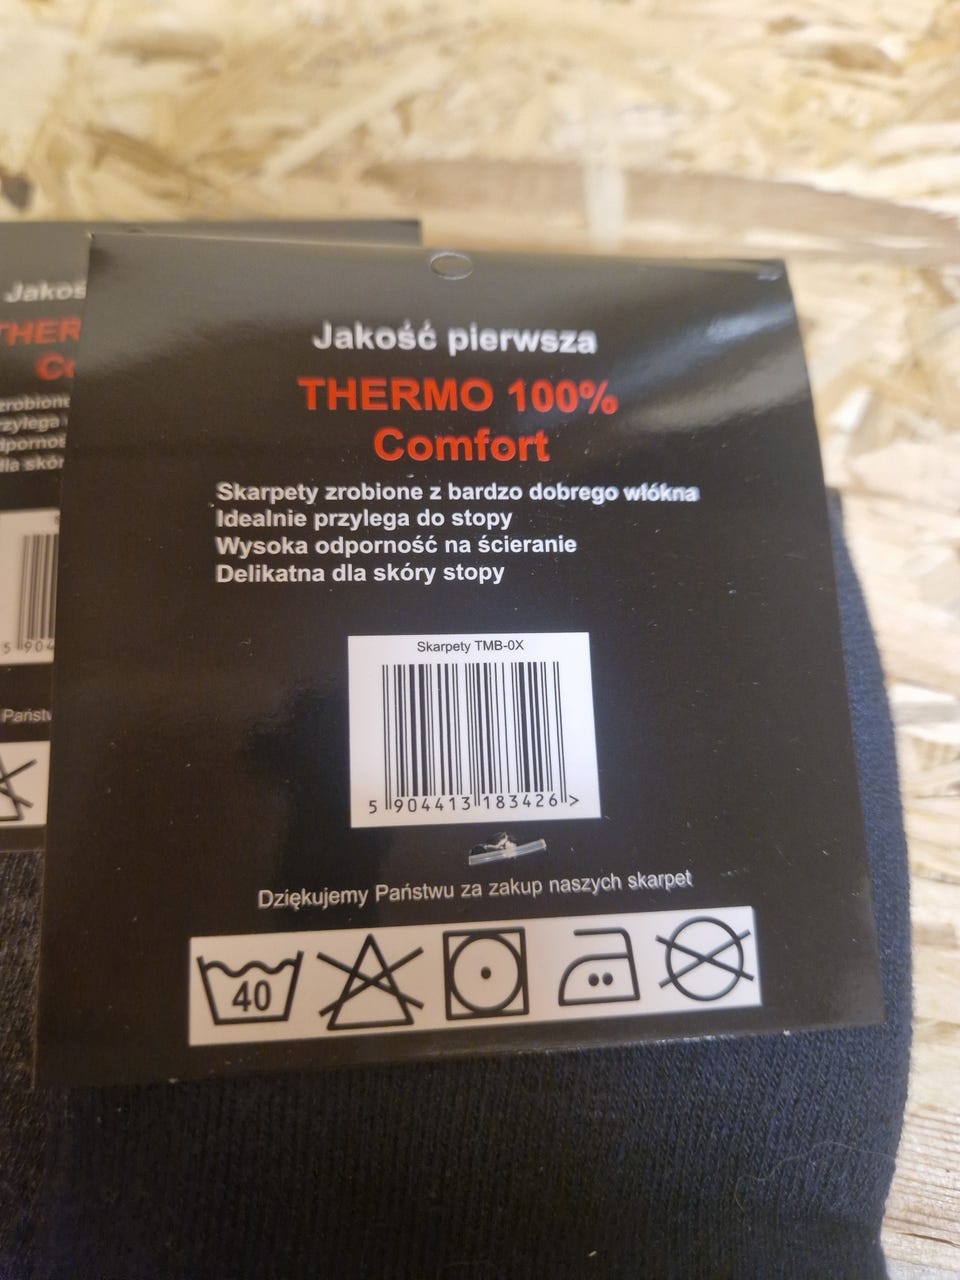 Jakość pierwsza
THERMO 100%
Comfort
Skarpety zrobione z bardzo dobrego włókna
Idealnie przylega do stopy
Wysoka odporność na ścieranie
Delikatna dla skóry stopy
Skarpety TMB-0X
5 904413 183426 >
Dziękujemy Państwu za zakup naszych skarpet
40